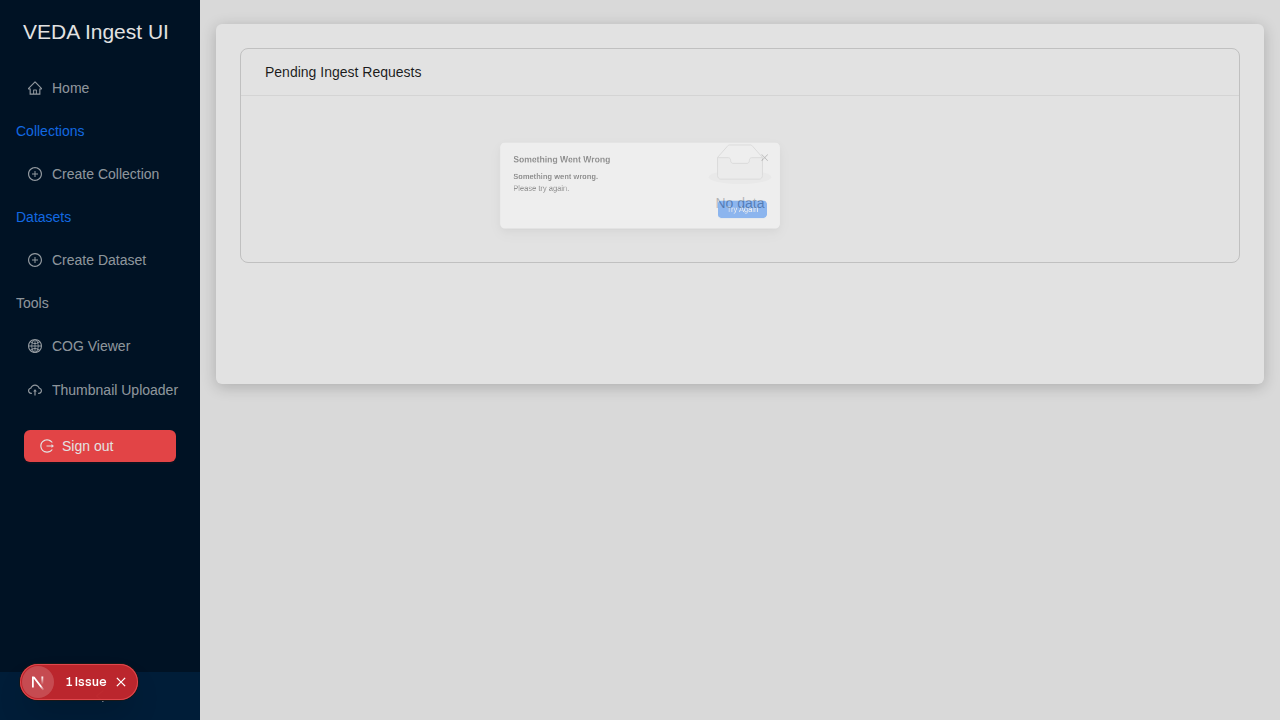 VEDA Ingest UI
Home
Collections
Create Collection
Datasets
Create Dataset
Tools
COG Viewer
Thumbnail Uploader
Sign out
1 Issue
Pending Ingest Requests
Something Went Wrong
Something went wrong.
Please try again.
No data
Try Again